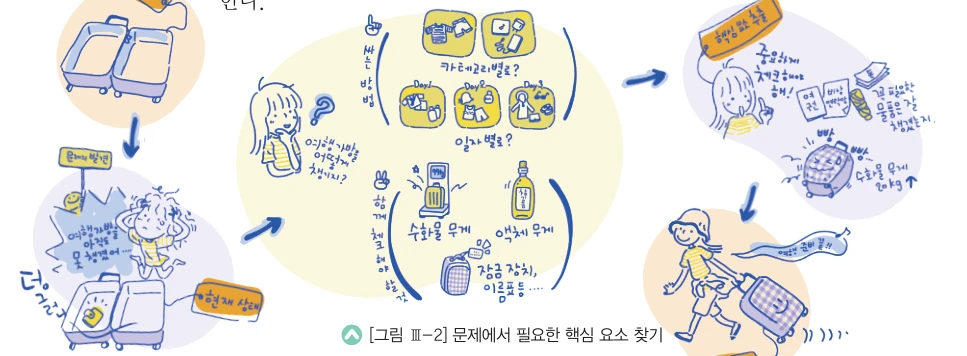 한다.
문제의 발견
여행가방을
아직도
못 챙겼어…
텅
현재 상태
여행 가방을
어떻게
챙기지?
싸는 방법
카테고리별로?
Day1
Day2
Day3
일자별로?
함께 체크해야 할 것
수화물 무게
액체 무게
잠금 장치,
이름표 등 ....
핵심 요소 추출
중요하게
체크해야
해!
여권
비상
연락망
꼭 필요한
물품은 잘
챙겼는지.
빵
빵
수화물 무게
20kg
여행 준비 끝!!
[그림 Ⅲ-2] 문제에서 필요한 핵심 요소 찾기